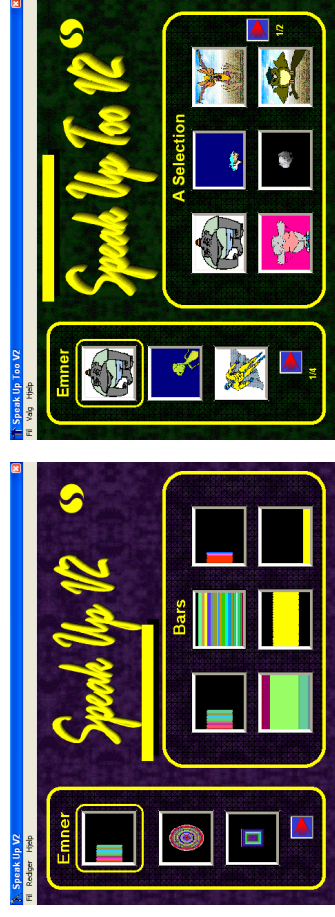 Speak Up V2
Fil Rediger Hjelp
Speak Up V2
Emner
Bars
Speak Up Too V2
Fil Valg Hjelp
Speak Up Too V2
Emner
A Selection
1/4
1/2